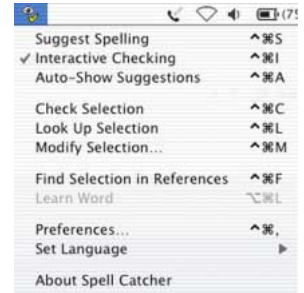 (75
Suggest Spelling ^⌘S
✓ Interactive Checking ^⌘I
Auto-Show Suggestions ^⌘A
Check Selection ^⌘C
Look Up Selection ^⌘L
Modify Selection... ^⌘M
Find Selection in References ^⌘F
Learn Word ⌥⌘L
Preferences... ^⌘,
Set Language ▶
About Spell Catcher